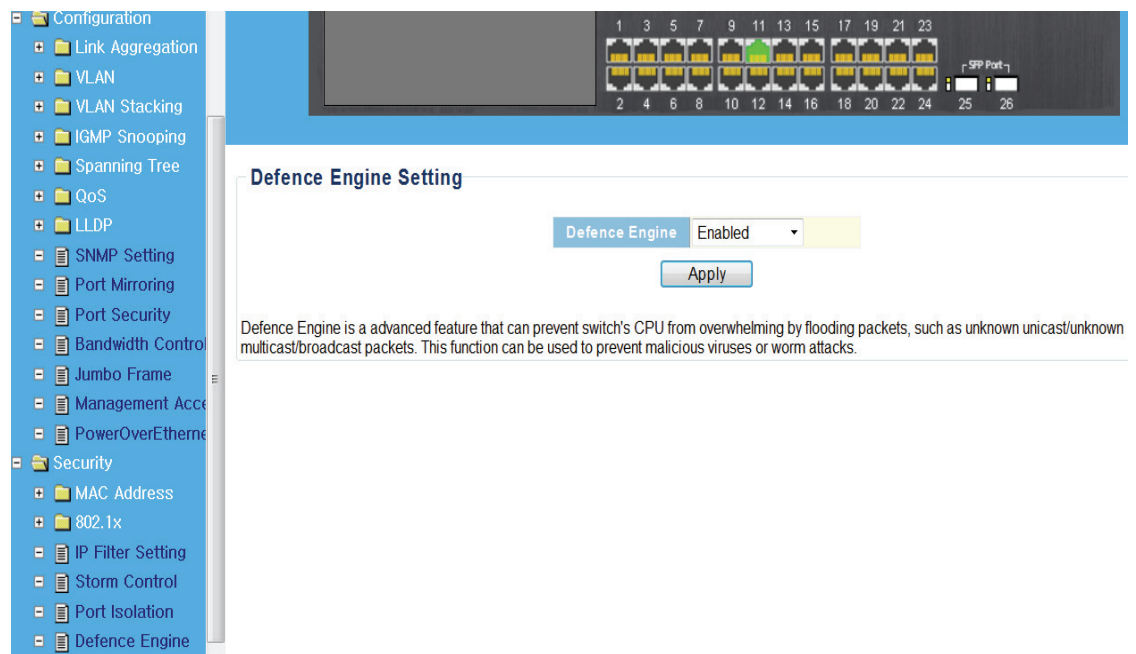 Configuration
Link Aggregation
VLAN
VLAN Stacking
IGMP Snooping
Spanning Tree
QoS
LLDP
SNMP Setting
Port Mirroring
Port Security
Bandwidth Control
Jumbo Frame
Management Acce
PowerOverEtherne
Security
MAC Address
802.1x
IP Filter Setting
Storm Control
Port Isolation
Defence Engine
1 3 5 7 9 11 13 15 17 19 21 23
SFP Port
2 4 6 8 10 12 14 16 18 20 22 24 25 26
Defence Engine Setting
Defence Engine Enabled
Apply
Defence Engine is a advanced feature that can prevent switch's CPU from overwhelming by flooding packets, such as unknown unicast/unknown
multicast/broadcast packets. This function can be used to prevent malicious viruses or worm attacks.